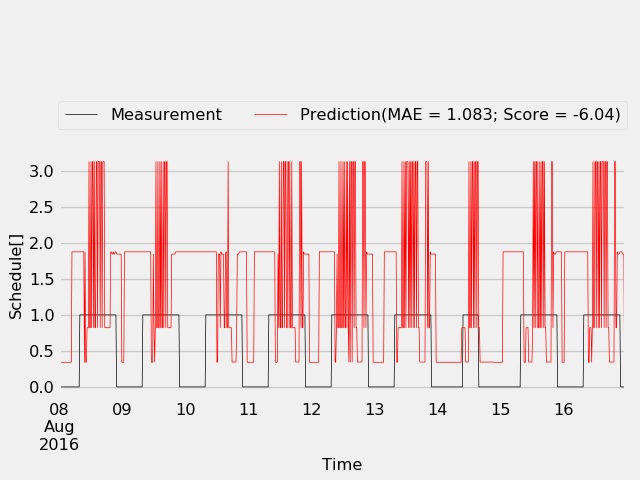 Measurement
Prediction(MAE = 1.083; Score = -6.04)
3.0
2.5
2.0
1.5
1.0
0.5
0.0
Schedule[]
08 09 10 11 12 13 14 15 16
Aug
2016
Time